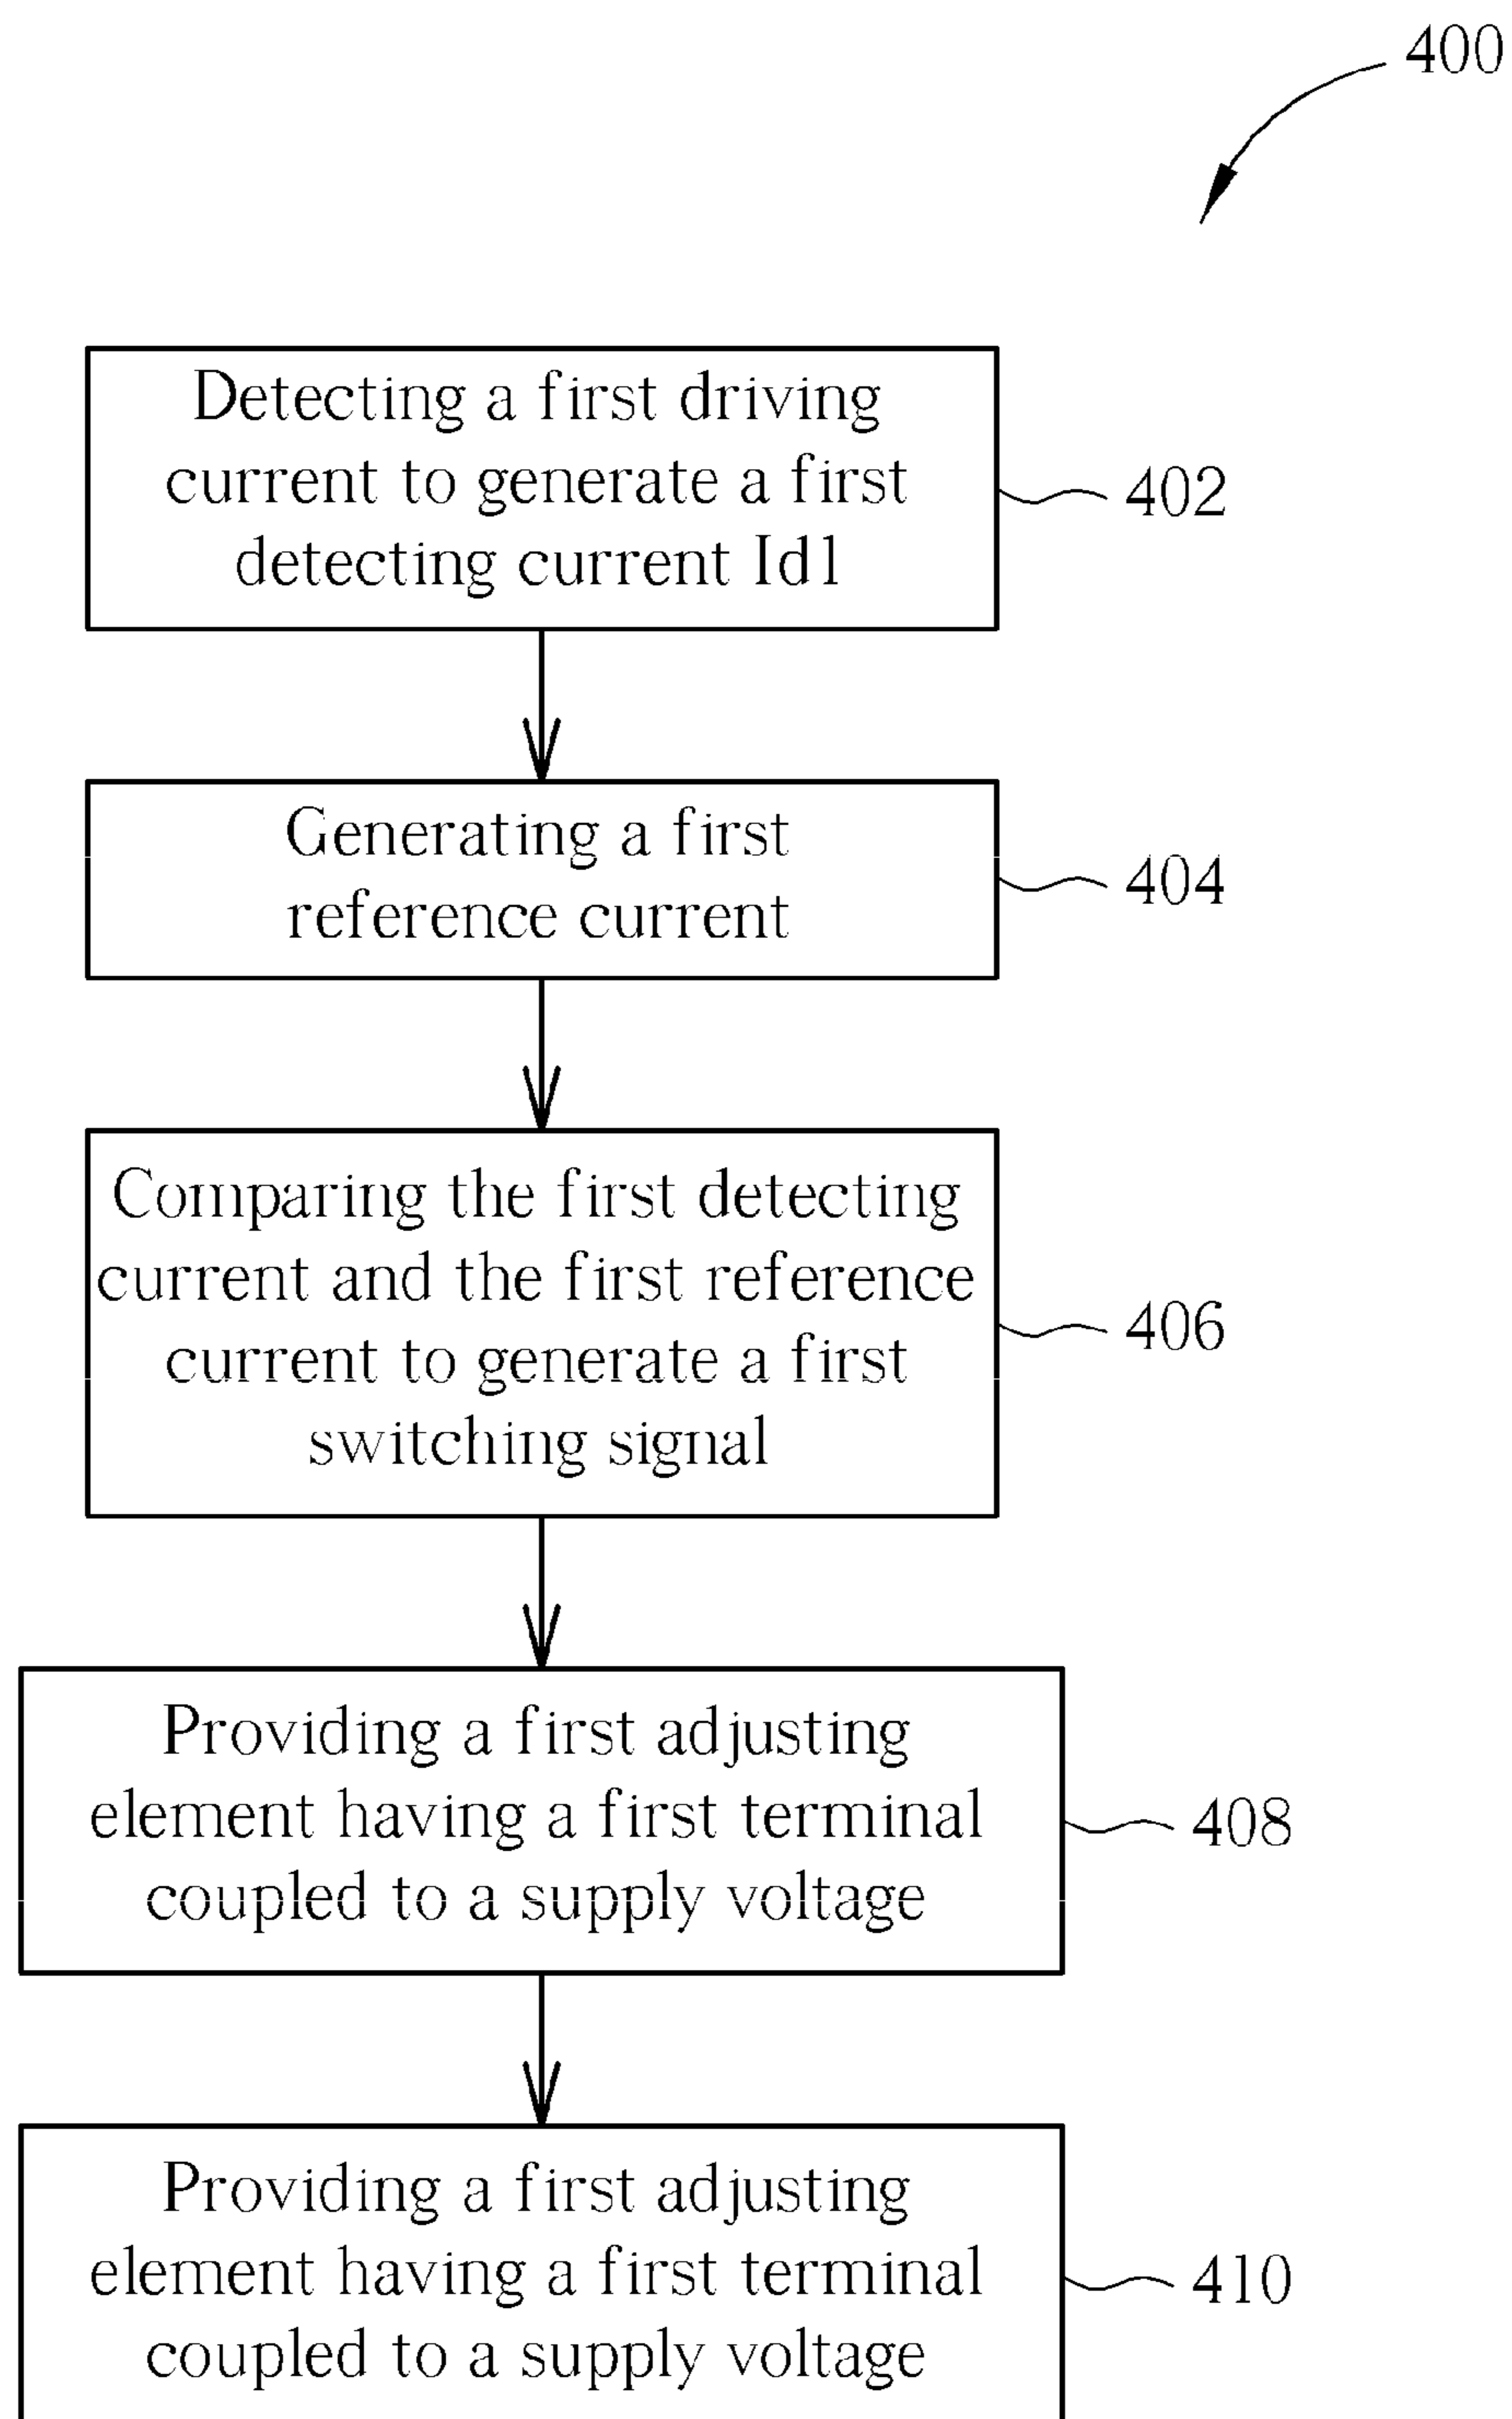 400
Detecting a first driving
current to generate a first
detecting current Id1
402
Generating a first
reference current
404
Comparing the first detecting
current and the first reference
current to generate a first
switching signal
406
Providing a first adjusting
element having a first terminal
coupled to a supply voltage
408
Providing a first adjusting
element having a first terminal
coupled to a supply voltage
410